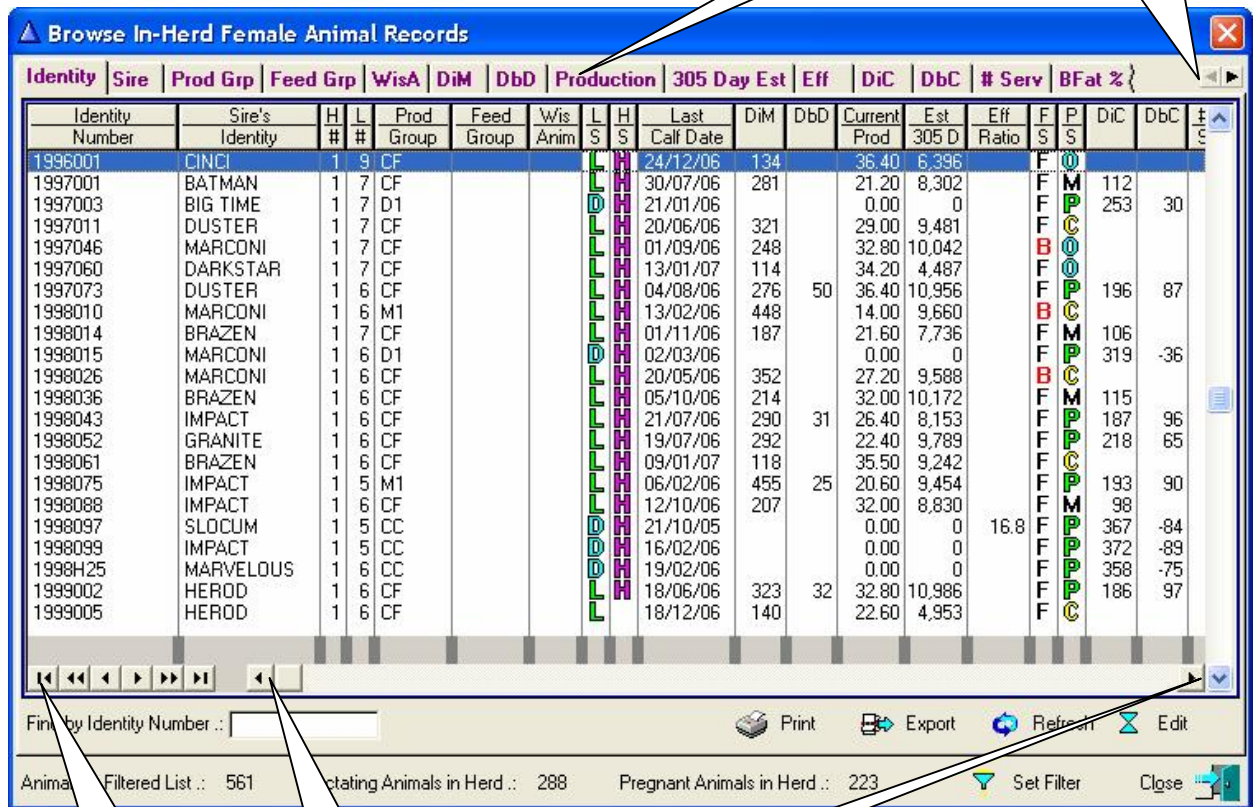 Browse In-Herd Female Animal Records
Identity Sire Prod Grp Feed Grp WisA DiM DbD Production 305 Day Est Eff DiC DbC # Serv BFat %
Identity Sire's H L Prod Feed Wis L H Last DiM DbD Current Est Eff F P DiC DbC #
Number Identity # # Group Group Anim S S Calf Date Prod 305 D Ratio S S S
1996001 CINCI 1 9 CF L H 24/12/06 134 36.40 6,396 F O
1997001 BATMAN 1 7 CF L H 30/07/06 281 21.20 8,302 F M 112
1997003 BIG TIME 1 7 D1 D H 21/01/06 0.00 0 F P 253 30
1997011 DUSTER 1 7 CF L H 20/06/06 321 29.00 9,481 F C
1997046 MARCONI 1 7 CF L H 01/09/06 248 32.80 10,042 B O
1997060 DARKSTAR 1 7 CF L H 13/01/07 114 34.20 4,487 F O
1997073 DUSTER 1 6 CF L H 04/08/06 276 50 36.40 10,956 F P 196 87
1998010 MARCONI 1 6 M1 L H 13/02/06 448 14.00 9,660 B C
1998014 BRAZEN 1 7 CF L H 01/11/06 187 21.60 7,736 F M 106
1998015 MARCONI 1 6 D1 D H 02/03/06 0.00 0 F P 319 -36
1998026 MARCONI 1 6 CF L H 20/05/06 352 27.20 9,588 B C
1998036 BRAZEN 1 6 CF L H 05/10/06 214 32.00 10,172 F M 115
1998043 IMPACT 1 6 CF L H 21/07/06 290 31 26.40 8,153 F P 187 96
1998052 GRANITE 1 6 CF L H 19/07/06 292 22.40 9,789 F P 218 65
1998061 BRAZEN 1 6 CF L H 09/01/07 118 35.50 9,242 F C
1998075 IMPACT 1 5 M1 L H 06/02/06 455 25 20.60 9,454 F P 193 90
1998088 IMPACT 1 6 CF L H 12/10/06 207 32.00 8,830 F M 98
1998097 SLOCUM 1 5 CC D H 21/10/05 0.00 0 16.8 F P 367 -84
1998099 IMPACT 1 5 CC D H 16/02/06 0.00 0 F P 372 -89
1998H25 MARVELOUS 1 6 CC D H 19/02/06 0.00 0 F P 358 -75
1999002 HEROD 1 6 CF L H 18/06/06 323 32 32.80 10,986 F P 186 97
1999005 HEROD 1 6 CF L 18/12/06 140 22.60 4,953 F C
Find by Identity Number .: Print Export Refresh Edit
Filtered List .: 561 Animals in Herd .: 288 Pregnant Animals in Herd .: 223 Set Filter Close